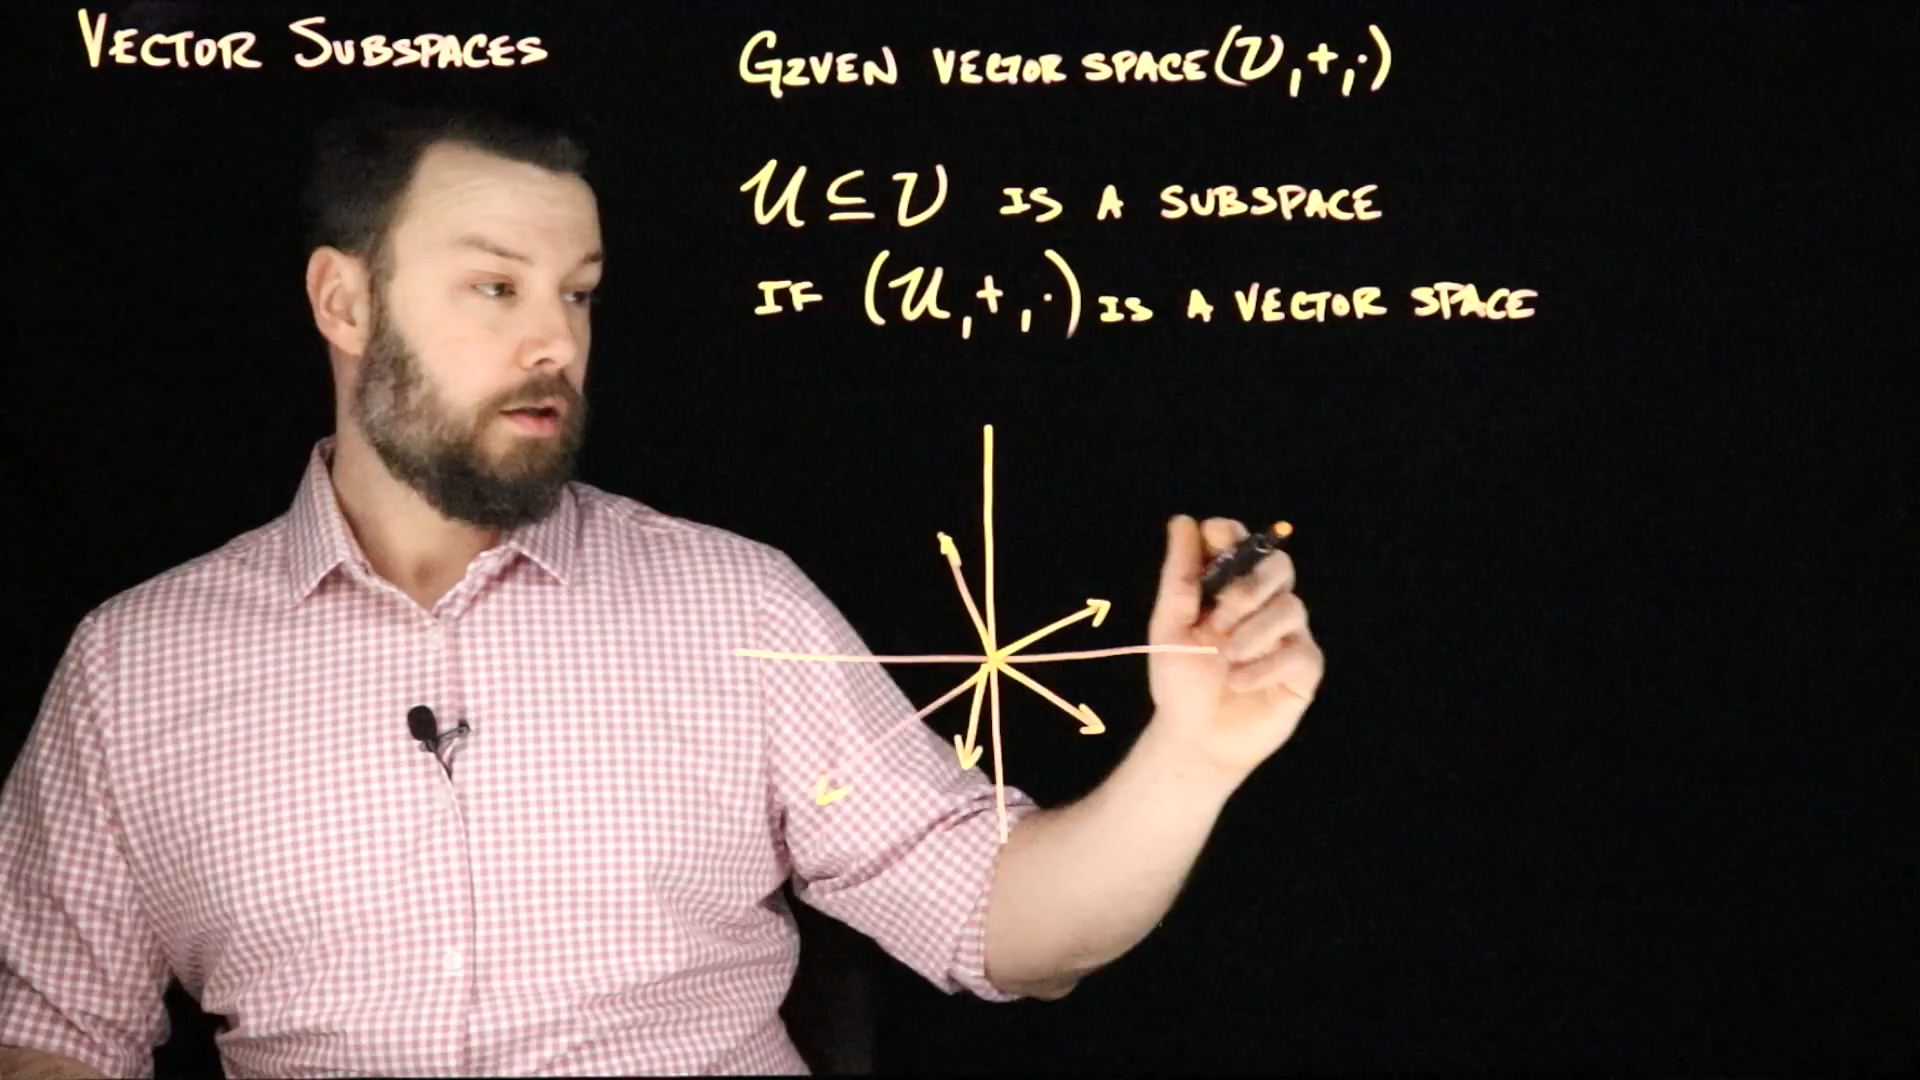 VECTOR SUBSPACES
GIVEN VECTOR SPACE (V, +, ·)
U ⊆ V IS A SUBSPACE
IF (U, +, ·) IS A VECTOR SPACE